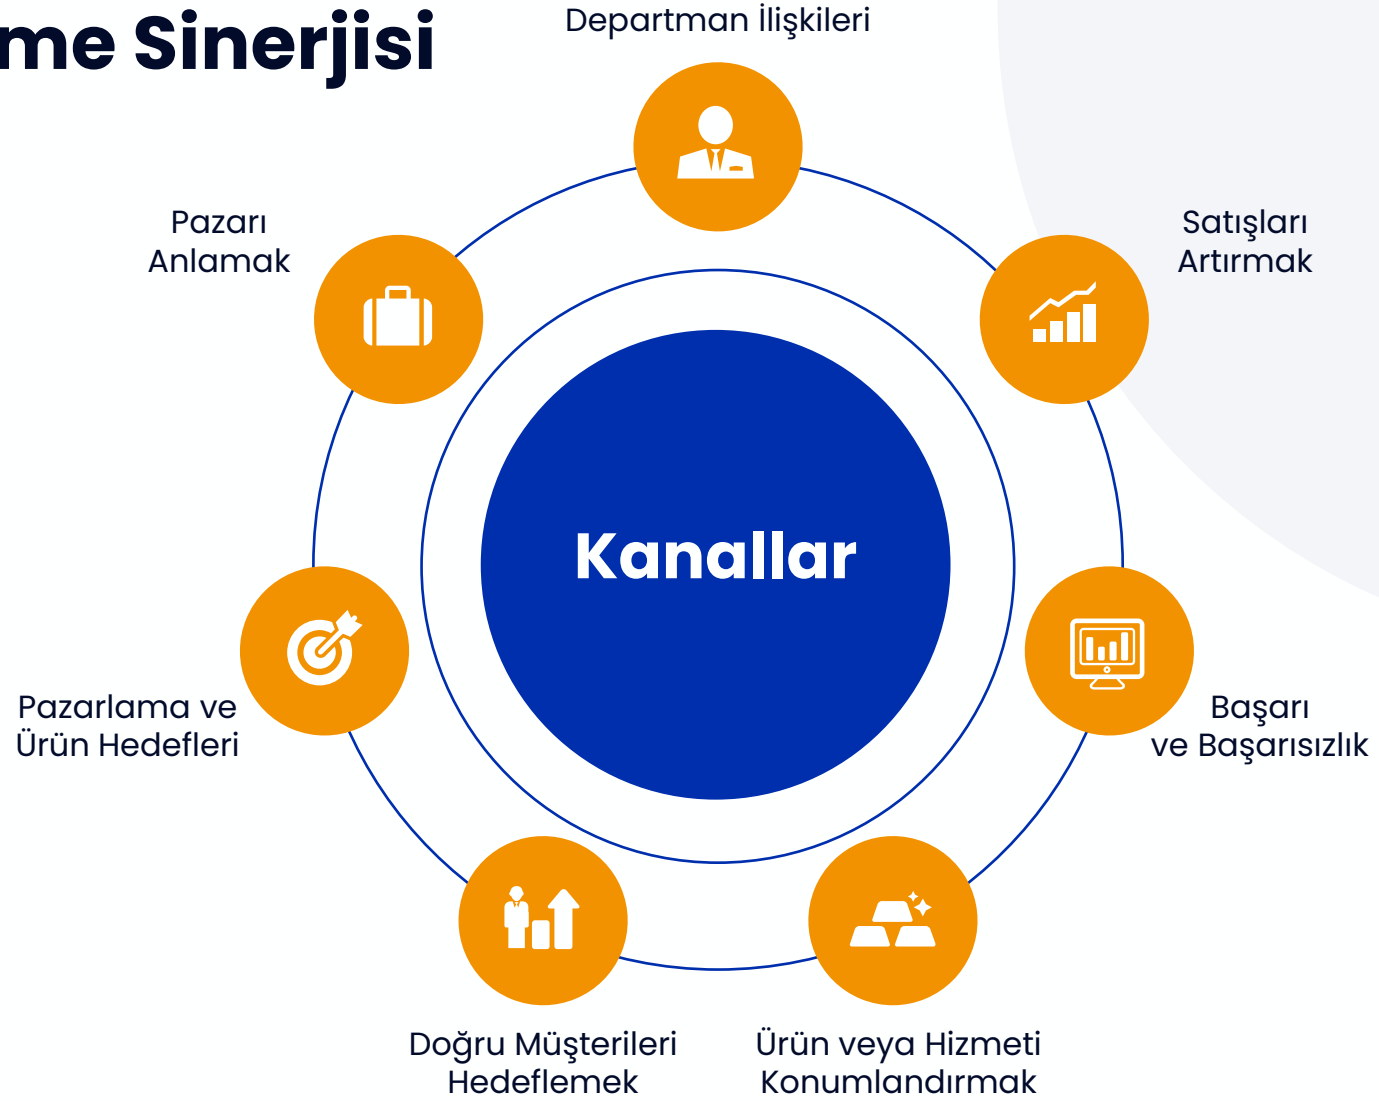 me Sinerjisi
Departman İlişkileri
Pazarı
Anlamak
Satışları
Artırmak
Kanallar
Pazarlama ve
Ürün Hedefleri
Başarı
ve Başarısızlık
Doğru Müşterileri
Hedeflemek
Ürün veya Hizmeti
Konumlandırmak